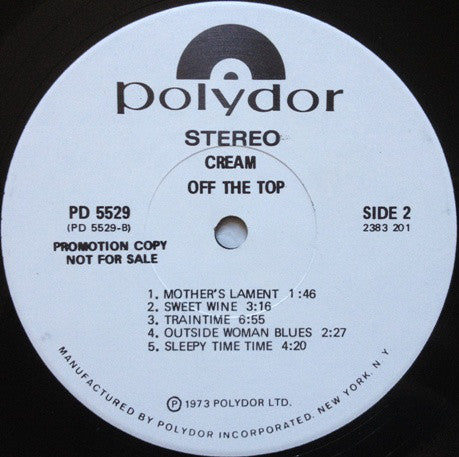 polydor
STEREO
CREAM
OFF THE TOP
PD 5529
(PD 5529-B)
PROMOTION COPY
NOT FOR SALE
SIDE 2
2383 201
1. MOTHER'S LAMENT 1:46
2. SWEET WINE 3:16
3. TRAINTIME 6:55
4. OUTSIDE WOMAN BLUES 2:27
5. SLEEPY TIME TIME 4:20
Ⓟ 1973 POLYDOR LTD.
MANUFACTURED BY POLYDOR INCORPORATED. NEW YORK, N.Y